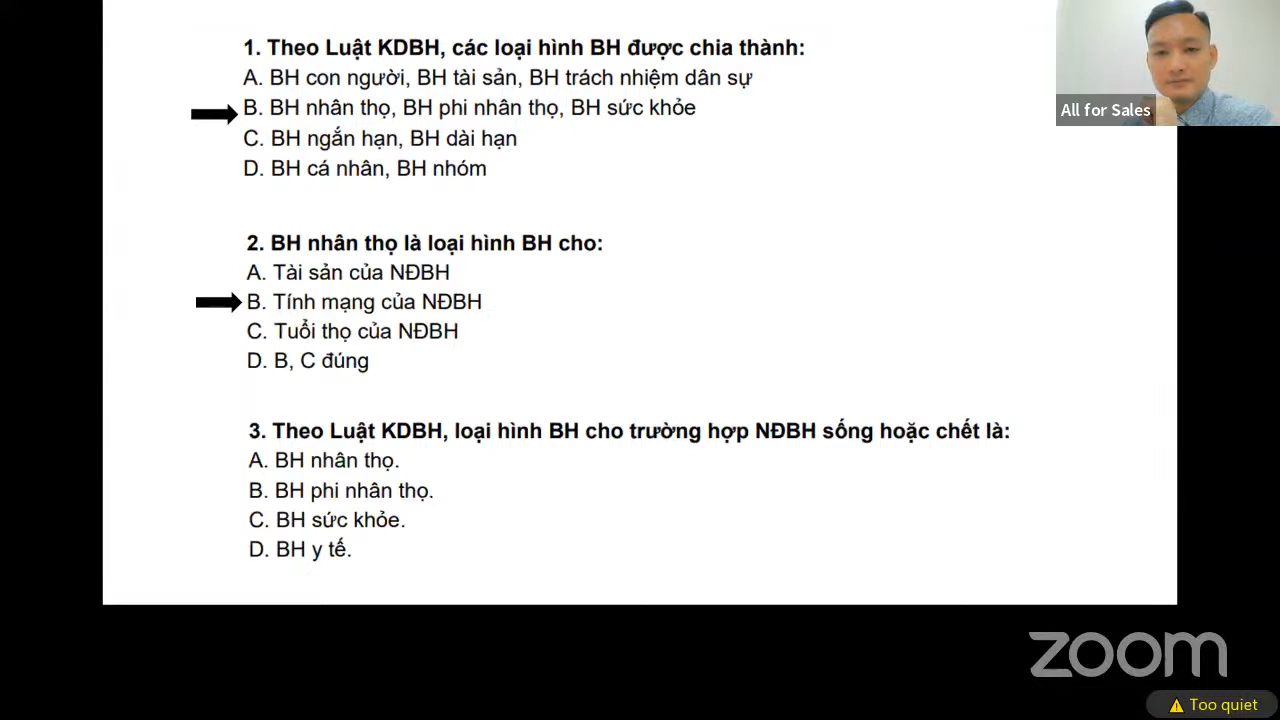 1. Theo Luật KDBH, các loại hình BH được chia thành:
A. BH con người, BH tài sản, BH trách nhiệm dân sự
B. BH nhân thọ, BH phi nhân thọ, BH sức khỏe
C. BH ngắn hạn, BH dài hạn
D. BH cá nhân, BH nhóm
All for Sales
2. BH nhân thọ là loại hình BH cho:
A. Tài sản của NĐBH
B. Tính mạng của NĐBH
C. Tuổi thọ của NĐBH
D. B, C đúng
3. Theo Luật KDBH, loại hình BH cho trường hợp NĐBH sống hoặc chết là:
A. BH nhân thọ.
B. BH phi nhân thọ.
C. BH sức khỏe.
D. BH y tế.
zoom
Too quiet